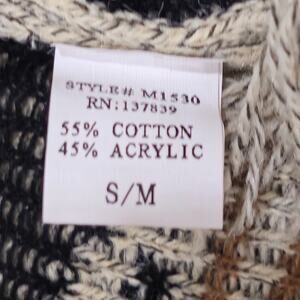 STYLE# M1530
RN:137839
55% COTTON
45% ACRYLIC
S/M